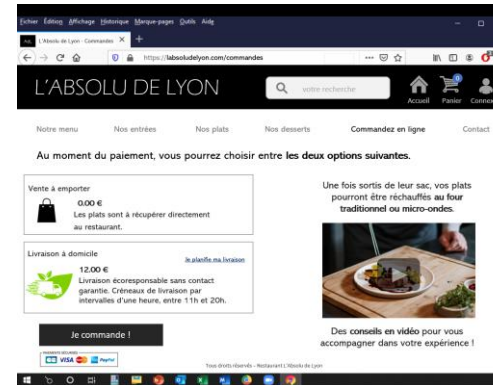 Fichier Édition Affichage Historique Marque-pages Outils Aide
L'Absolu de Lyon - Commandes
https://labsoludelyon.com/commandes
L'ABSOLU DE LYON
votre recherche
Accueil Panier Connex
0
Notre menu Nos entrées Nos plats Nos desserts Commandez en ligne Contact
Au moment du paiement, vous pourrez choisir entre les deux options suivantes.
Vente à emporter
0.00 €
Les plats sont à récupérer directement
au restaurant.
Livraison à domicile
Je planifie ma livraison
12.00 €
Livraison écoresponsable sans contact
garantie. Créneaux de livraison par
intervalles d'une heure, entre 11h et 20h.
Je commande !
VISA PayPal
Une fois sortis de leur sac, vos plats
pourront être réchauffés au four
traditionnel ou micro-ondes.
Des conseils en vidéo pour vous
accompagner dans votre expérience !
Tous droits réservés - Restaurant L'Absolu de Lyon